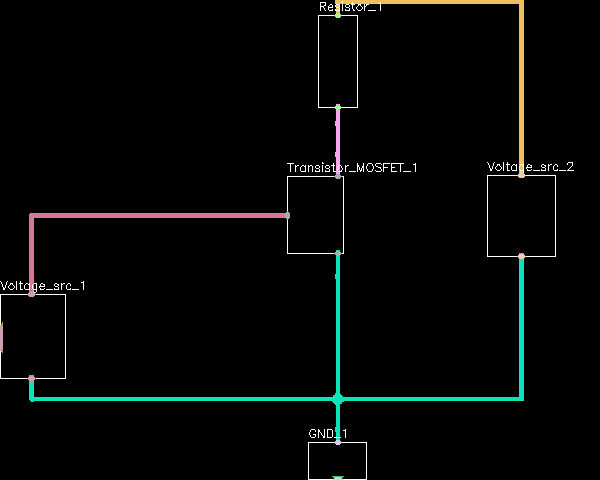 Resistor_1
Transistor_MOSFET_1
Voltage_src_2
Voltage_src_1
GND_1